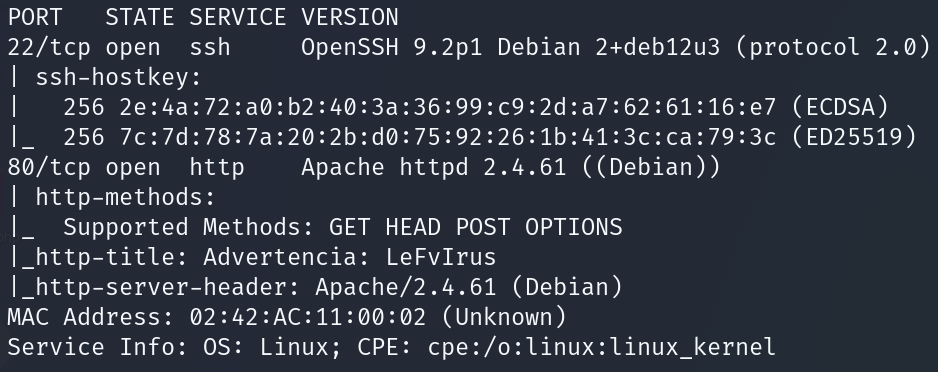 PORT   STATE SERVICE VERSION
22/tcp open  ssh     OpenSSH 9.2p1 Debian 2+deb12u3 (protocol 2.0)
| ssh-hostkey:
|   256 2e:4a:72:a0:b2:40:3a:36:99:c9:2d:a7:62:61:16:e7 (ECDSA)
|_  256 7c:7d:78:7a:20:2b:d0:75:92:26:1b:41:3c:ca:79:3c (ED25519)
80/tcp open  http    Apache httpd 2.4.61 ((Debian))
| http-methods:
|_  Supported Methods: GET HEAD POST OPTIONS
|_http-title: Advertencia: LeFvIrus
|_http-server-header: Apache/2.4.61 (Debian)
MAC Address: 02:42:AC:11:00:02 (Unknown)
Service Info: OS: Linux; CPE: cpe:/o:linux:linux_kernel